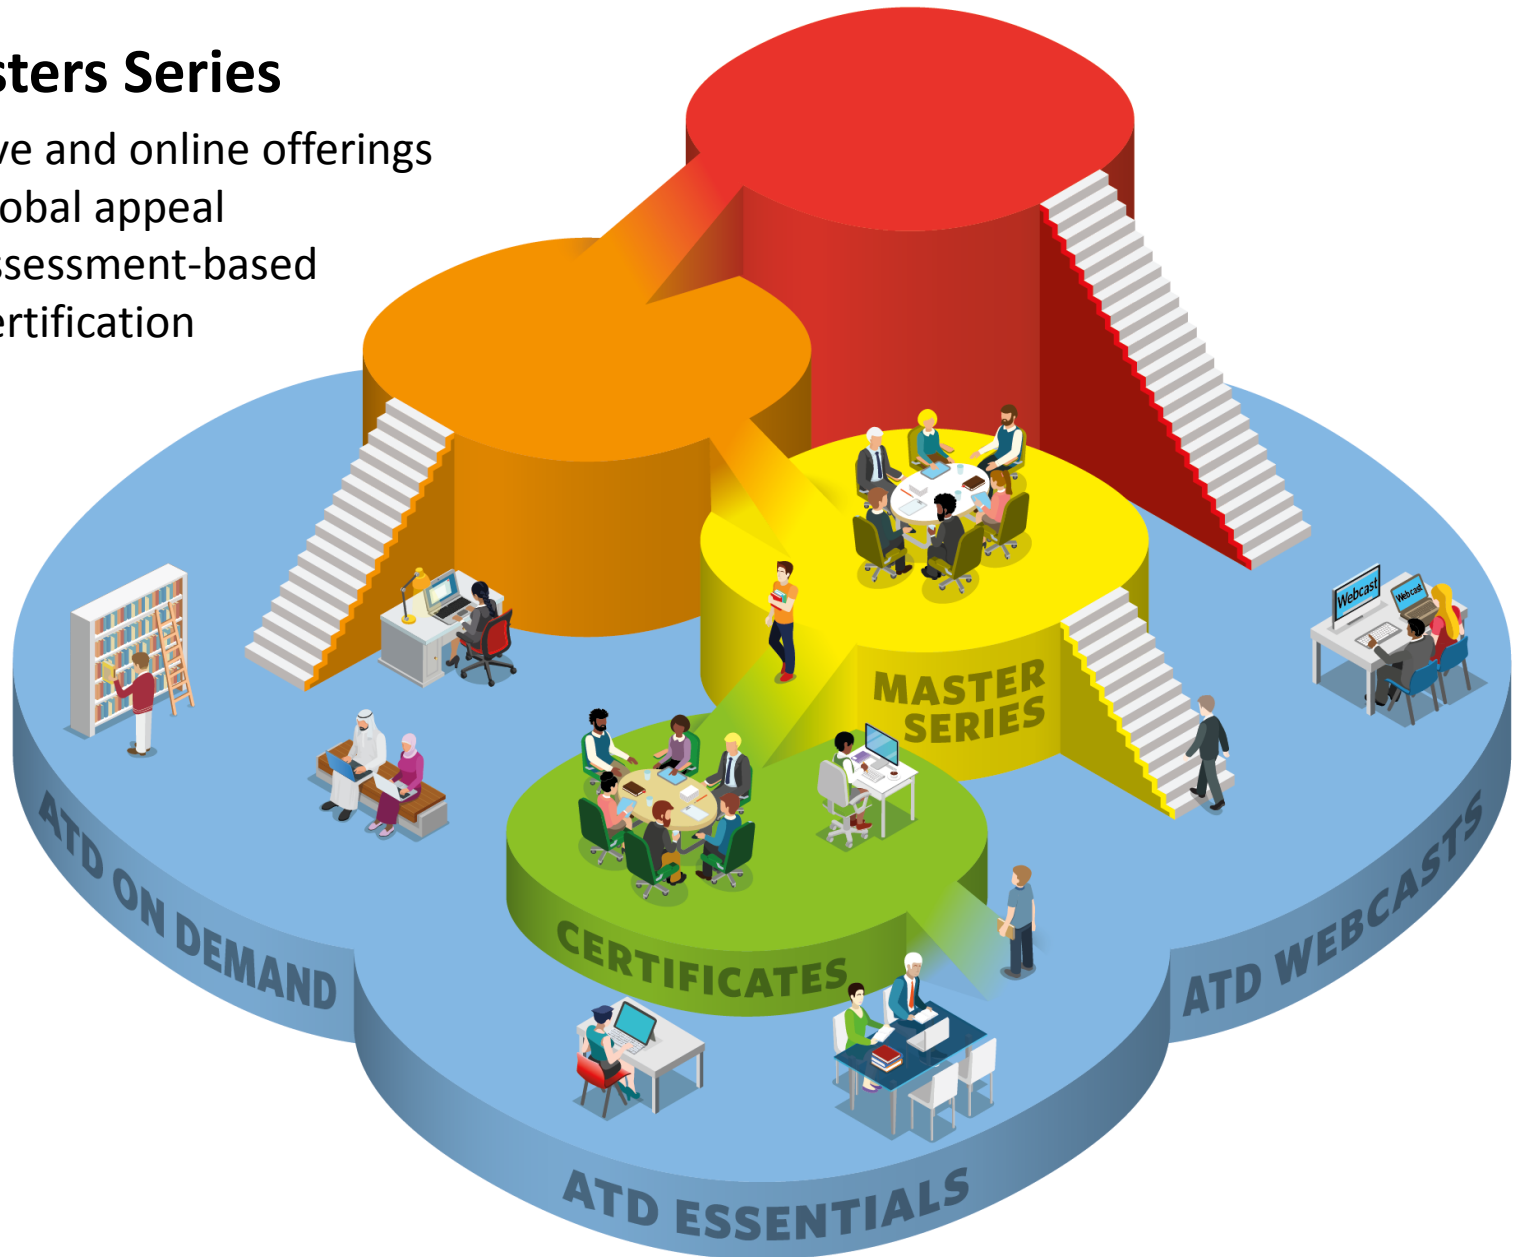 sters Series
ve and online offerings
obal appeal
ssessment-based
ertification
Webcast
Webcast
MASTER
SERIES
CERTIFICATES
ATD ON DEMAND
ATD WEBCASTS
ATD ESSENTIALS